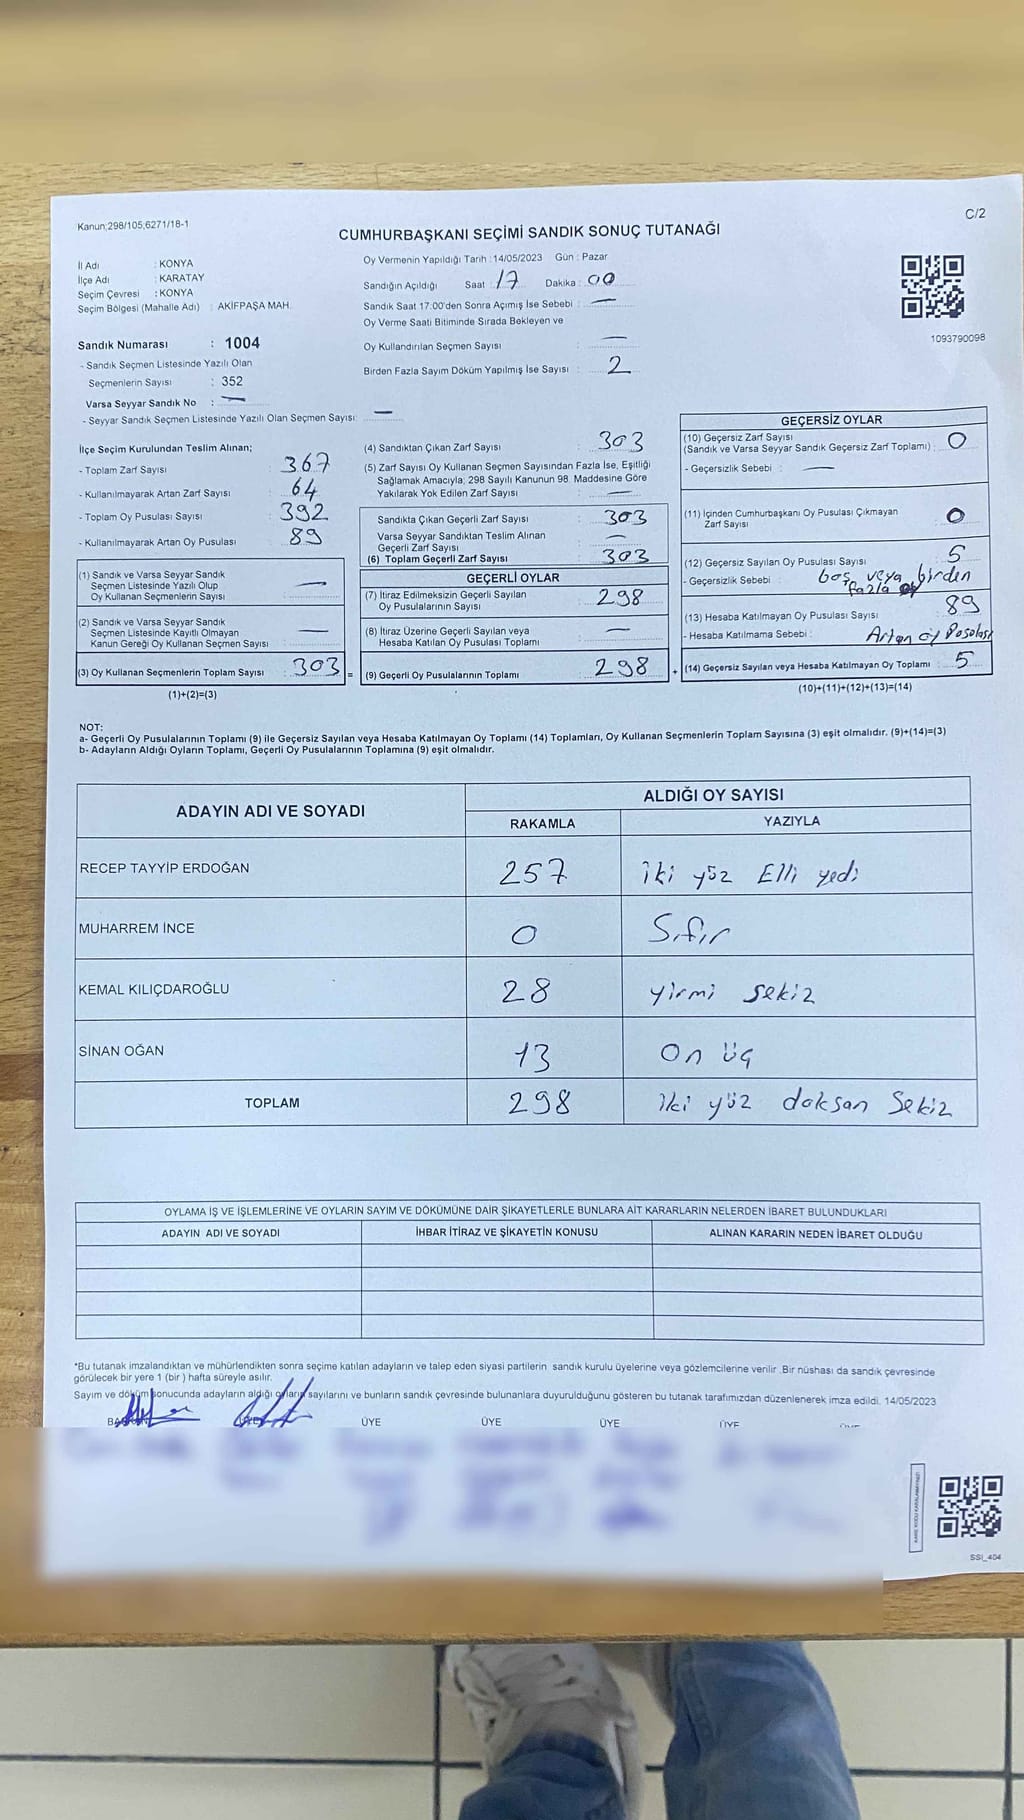 Kanun;298/105;6271/18-1
C/2
CUMHURBAŞKANI SEÇİMİ SANDIK SONUÇ TUTANAĞI
İl Adı : KONYA
İlçe Adı : KARATAY
Seçim Çevresi : KONYA
Seçim Bölgesi (Mahalle Adı) : AKİFPAŞA MAH.
Sandık Numarası : 1004
- Sandık Seçmen Listesinde Yazılı Olan
Seçmenlerin Sayısı : 352
Varsa Seyyar Sandık No : —
- Seyyar Sandık Seçmen Listesinde Yazılı Olan Seçmen Sayısı: —
Oy Vermenin Yapıldığı Tarih : 14/05/2023 Gün : Pazar
Sandığın Açıldığı Saat : 17 Dakika : 00
Sandık Saat 17:00'den Sonra Açımış İse Sebebi : —
Oy Verme Saati Bitiminde Sırada Bekleyen ve
Oy Kullandırılan Seçmen Sayısı : —
Birden Fazla Sayım Döküm Yapılmış İse Sayısı : 2
1093790098
İlçe Seçim Kurulundan Teslim Alınan;
- Toplam Zarf Sayısı : 367
- Kullanılmayarak Artan Zarf Sayısı : 64
- Toplam Oy Pusulası Sayısı : 392
- Kullanılmayarak Artan Oy Pusulası : 89
(1) Sandık ve Varsa Seyyar Sandık
Seçmen Listesinde Yazılı Olup
Oy Kullanan Seçmenlerin Sayısı : —
(2) Sandık ve Varsa Seyyar Sandık
Seçmen Listesinde Kayıtlı Olmayan
Kanun Gereği Oy Kullanan Seçmen Sayısı : —
(3) Oy Kullanan Seçmenlerin Toplam Sayısı : 303 =
(1)+(2)=(3)
(4) Sandıktan Çıkan Zarf Sayısı : 303
(5) Zarf Sayısı Oy Kullanan Seçmen Sayısından Fazla İse, Eşitliği
Sağlamak Amacıyla; 298 Sayılı Kanunun 98. Maddesine Göre
Yakılarak Yok Edilen Zarf Sayısı : —
Sandıkta Çıkan Geçerli Zarf Sayısı : 303
Varsa Seyyar Sandıktan Teslim Alınan
Geçerli Zarf Sayısı : —
(6) Toplam Geçerli Zarf Sayısı : 303
GEÇERLİ OYLAR
(7) İtiraz Edilmeksizin Geçerli Sayılan
Oy Pusulalarının Sayısı : 298
(8) İtiraz Üzerine Geçerli Sayılan veya
Hesaba Katılan Oy Pusulası Toplamı : —
(9) Geçerli Oy Pusulalarının Toplamı : 298 +
GEÇERSİZ OYLAR
(10) Geçersiz Zarf Sayısı
(Sandık ve Varsa Seyyar Sandık Geçersiz Zarf Toplamı) : 0
- Geçersizlik Sebebi : —
(11) İçinden Cumhurbaşkanı Oy Pusulası Çıkmayan
Zarf Sayısı : 0
(12) Geçersiz Sayılan Oy Pusulası Sayısı : 5
- Geçersizlik Sebebi : boş veya birden
fazla oy
(13) Hesaba Katılmayan Oy Pusulası Sayısı : 89
- Hesaba Katılmama Sebebi : Artan oy Posolası
(14) Geçersiz Sayılan veya Hesaba Katılmayan Oy Toplamı : 5
(10)+(11)+(12)+(13)=(14)
NOT:
a- Geçerli Oy Pusulalarının Toplamı (9) ile Geçersiz Sayılan veya Hesaba Katılmayan Oy Toplamı (14) Toplamları, Oy Kullanan Seçmenlerin Toplam Sayısına (3) eşit olmalıdır. (9)+(14)=(3)
b- Adayların Aldığı Oyların Toplamı, Geçerli Oy Pusulalarının Toplamına (9) eşit olmalıdır.
ADAYIN ADI VE SOYADI
ALDIĞI OY SAYISI
RAKAMLA YAZIYLA
RECEP TAYYİP ERDOĞAN 257 iki yüz Elli yedi
MUHARREM İNCE 0 Sıfır
KEMAL KILIÇDAROĞLU 28 yirmi sekiz
SİNAN OĞAN 13 On üç
TOPLAM 298 iki yüz doksan Sekiz
OYLAMA İŞ VE İŞLEMLERİNE VE OYLARIN SAYIM VE DÖKÜMÜNE DAİR ŞİKAYETLERLE BUNLARA AİT KARARLARIN NELERDEN İBARET BULUNDUKLARI
ADAYIN ADI VE SOYADI İHBAR İTİRAZ VE ŞİKAYETİN KONUSU ALINAN KARARIN NEDEN İBARET OLDUĞU
*Bu tutanak imzalandıktan ve mühürlendikten sonra seçime katılan adayların ve talep eden siyasi partilerin sandık kurulu üyelerine veya gözlemcilerine verilir. Bir nüshası da sandık çevresinde
görülecek bir yere 1 (bir) hafta süreyle asılır.
Sayım ve döküm sonucunda adayların aldığı oyların sayılarını ve bunların sandık çevresinde bulunanlara duyurulduğunu gösteren bu tutanak tarafımızdan düzenlenerek imza edildi. 14/05/2023
ÜYE ÜYE ÜYE ÜYE
SSI_404